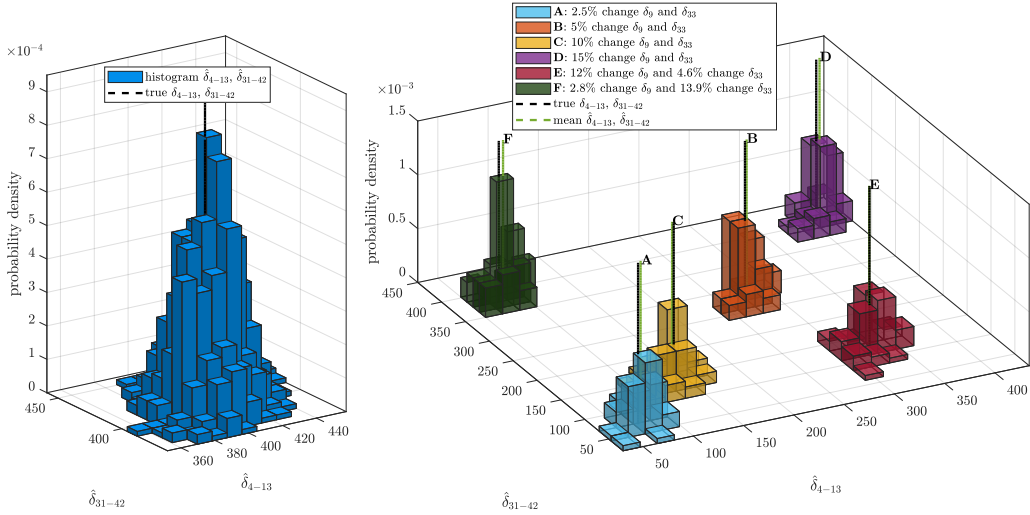 ×10⁻⁴
9
8
7
6
5
4
3
2
1
0
probability density
histogram δ̂₄₋₁₃, δ̂₃₁₋₄₂
true δ₄₋₁₃, δ₃₁₋₄₂
450
400
360
380
400
420
440
δ̂₃₁₋₄₂
δ̂₄₋₁₃
A: 2.5% change δ₉ and δ₃₃
B: 5% change δ₉ and δ₃₃
C: 10% change δ₉ and δ₃₃
D: 15% change δ₉ and δ₃₃
E: 12% change δ₉ and 4.6% change δ₃₃
F: 2.8% change δ₉ and 13.9% change δ₃₃
true δ₄₋₁₃, δ₃₁₋₄₂
mean δ̂₄₋₁₃, δ̂₃₁₋₄₂
×10⁻³
1.5
1
0.5
0
probability density
F
B
D
E
C
A
450
400
350
300
250
200
150
100
50
50
100
150
200
250
300
350
400
δ̂₃₁₋₄₂
δ̂₄₋₁₃